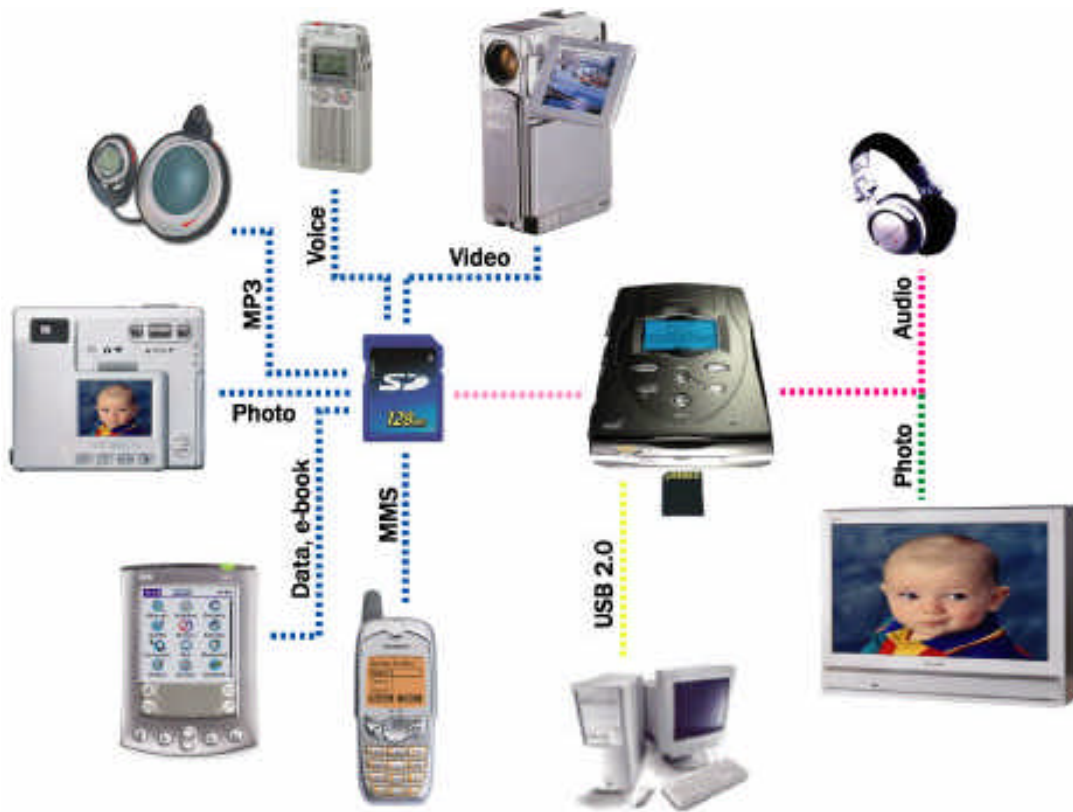 Voice
Video
MP3
Audio
SD
128
Photo
Photo
Data, e-book
MMS
USB 2.0